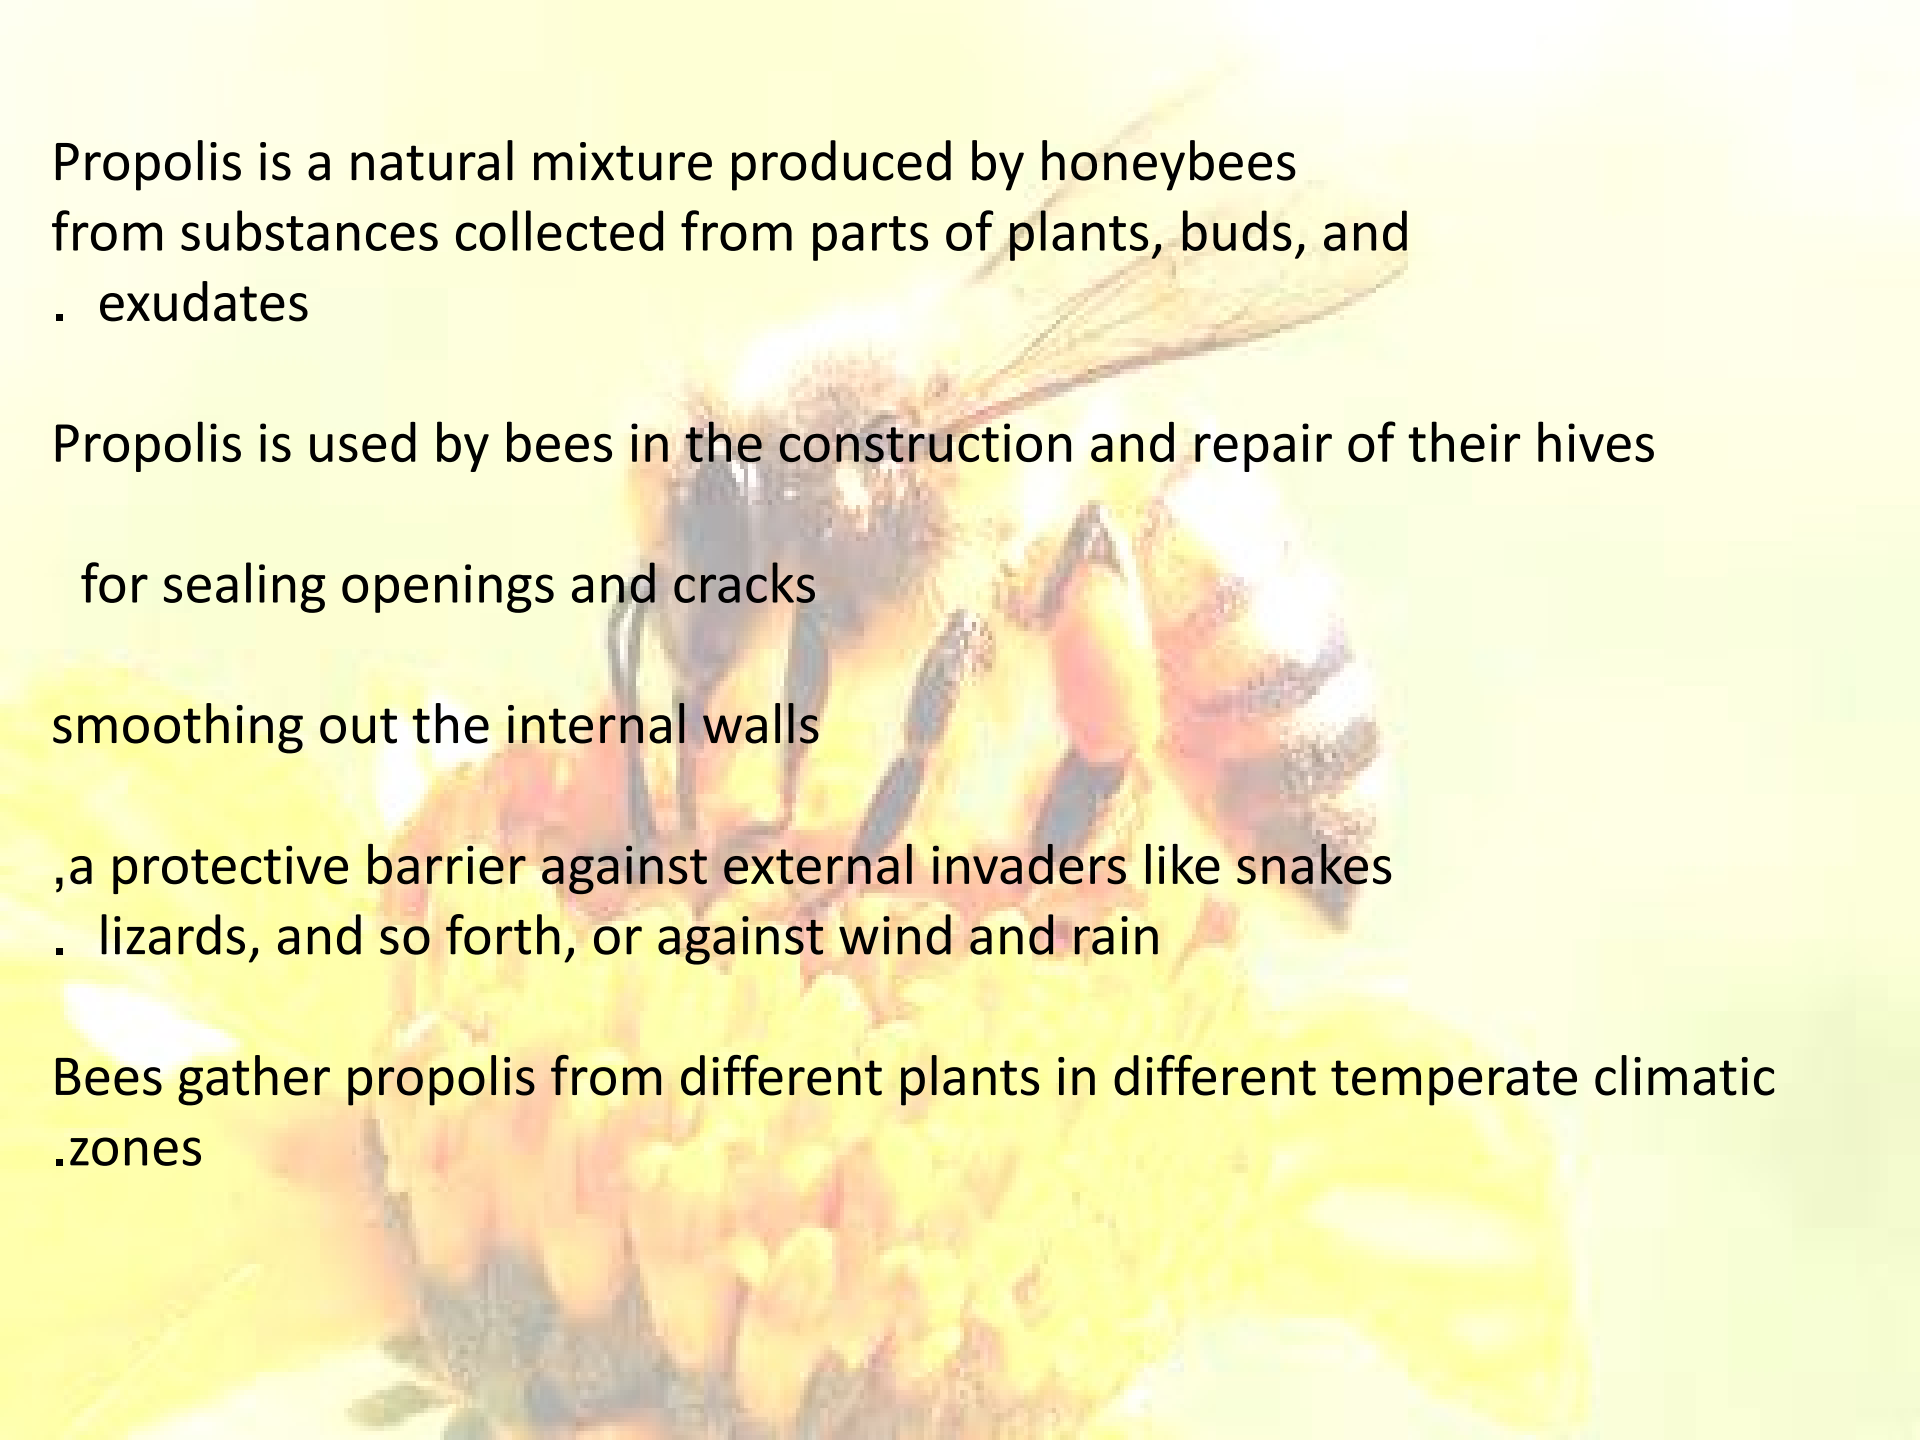 Propolis is a natural mixture produced by honeybees
from substances collected from parts of plants, buds, and
. exudates
Propolis is used by bees in the construction and repair of their hives
for sealing openings and cracks
smoothing out the internal walls
,a protective barrier against external invaders like snakes
. lizards, and so forth, or against wind and rain
Bees gather propolis from different plants in different temperate climatic
.zones